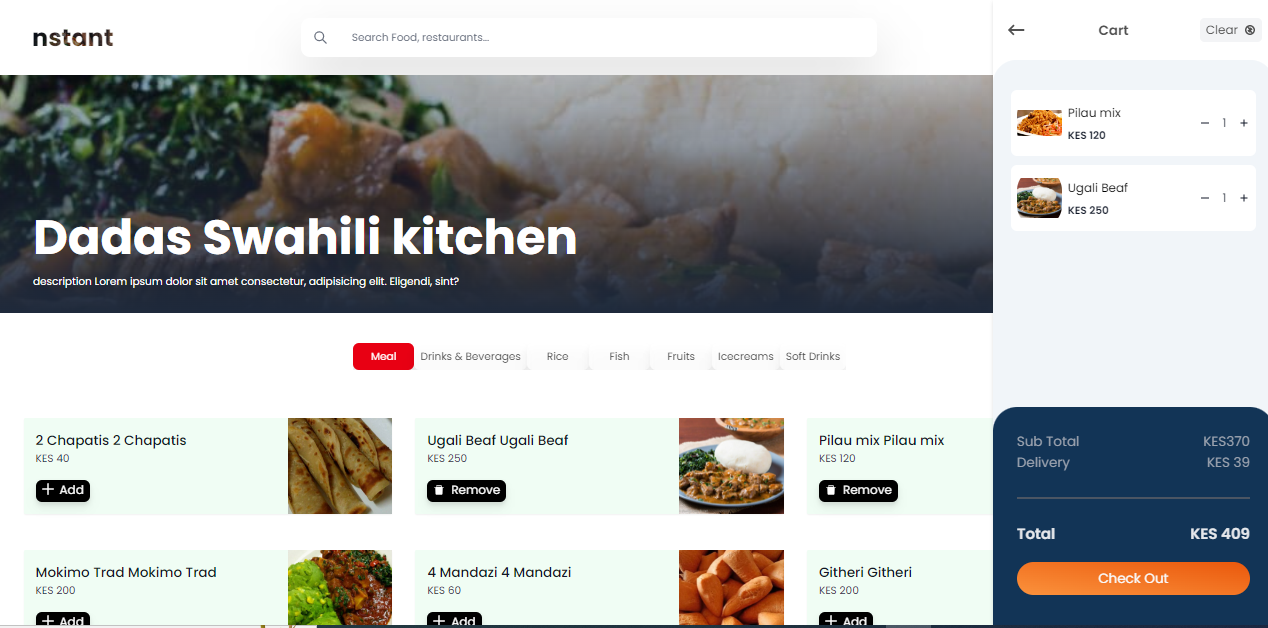 nstant
Search Food, restaurants...
Cart
Clear
Pilau mix
KES 120
1
Ugali Beaf
KES 250
1
Dadas Swahili kitchen
description Lorem ipsum dolor sit amet consectetur, adipisicing elit. Eligendi, sint?
Meal Drinks & Beverages Rice Fish Fruits Icecreams Soft Drinks
2 Chapatis 2 Chapatis
KES 40
Add
Ugali Beaf Ugali Beaf
KES 250
Remove
Pilau mix Pilau mix
KES 120
Remove
Mokimo Trad Mokimo Trad
KES 200
Add
4 Mandazi 4 Mandazi
KES 60
Add
Githeri Githeri
KES 200
Add
Sub Total KES370
Delivery KES 39
Total KES 409
Check Out